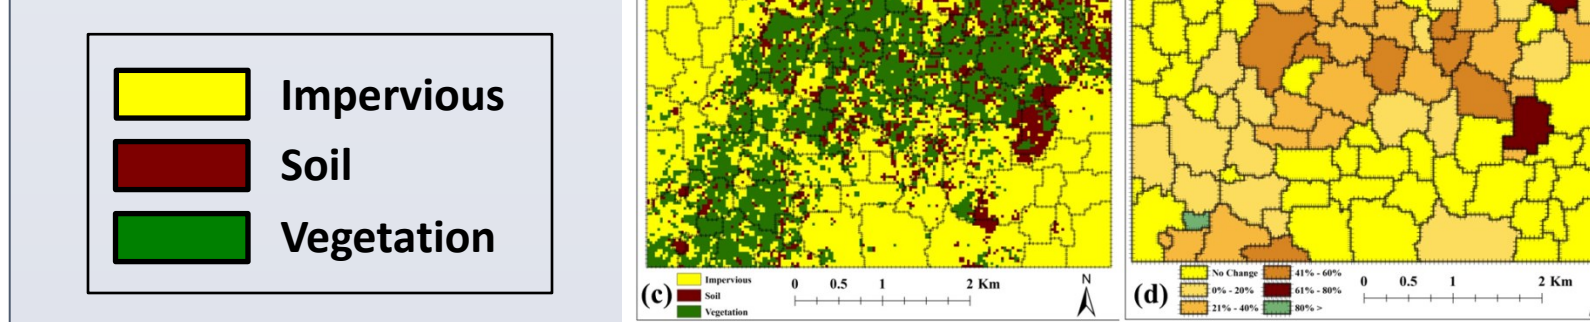 Impervious
Soil
Vegetation
(c)
Impervious
Soil
Vegetation
0 0.5 1 2 Km
N
(d)
No Change
0% - 20%
21% - 40%
41% - 60%
61% - 80%
80% >
0 0.5 1 2 Km